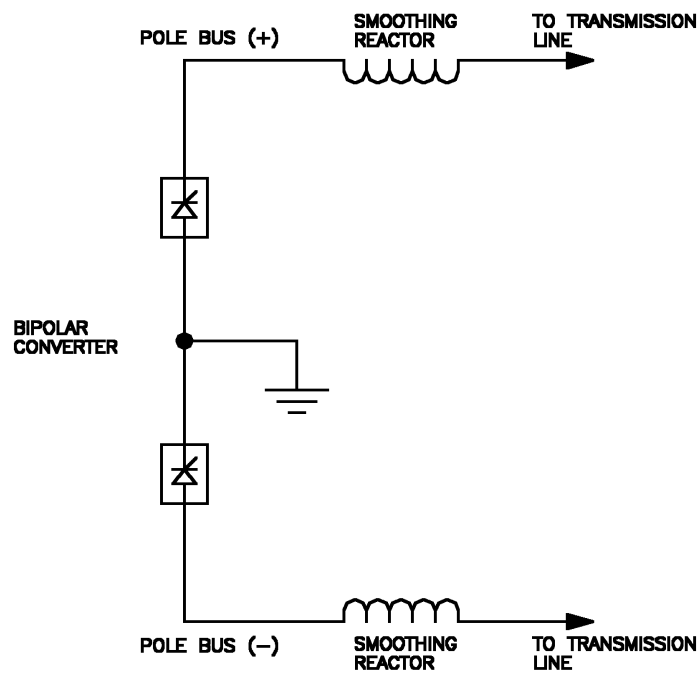 POLE BUS (+)
SMOOTHING
REACTOR
TO TRANSMISSION
LINE
BIPOLAR
CONVERTER
POLE BUS (−)
SMOOTHING
REACTOR
TO TRANSMISSION
LINE